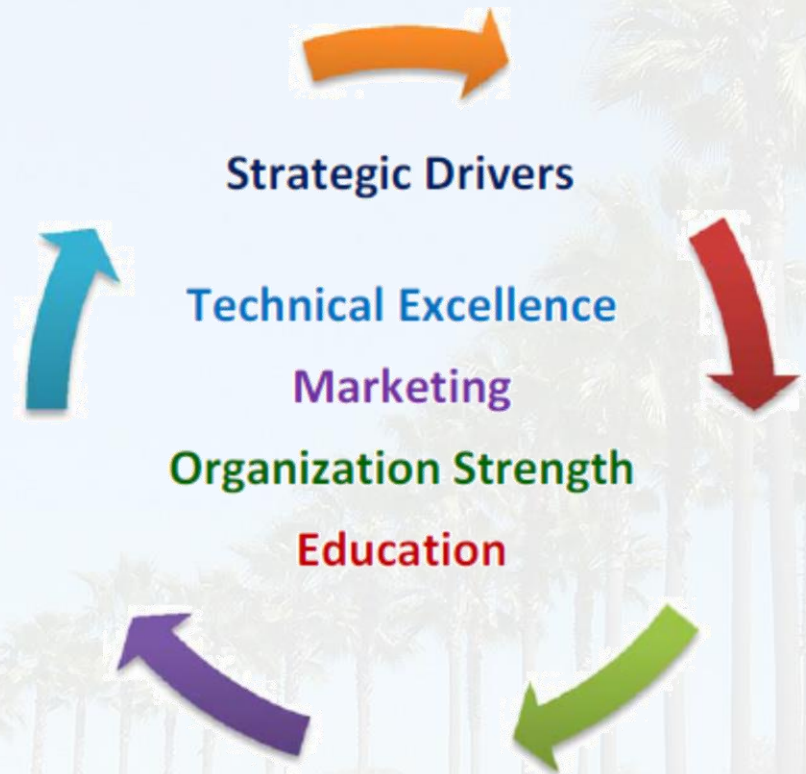 Strategic Drivers
Technical Excellence
Marketing
Organization Strength
Education